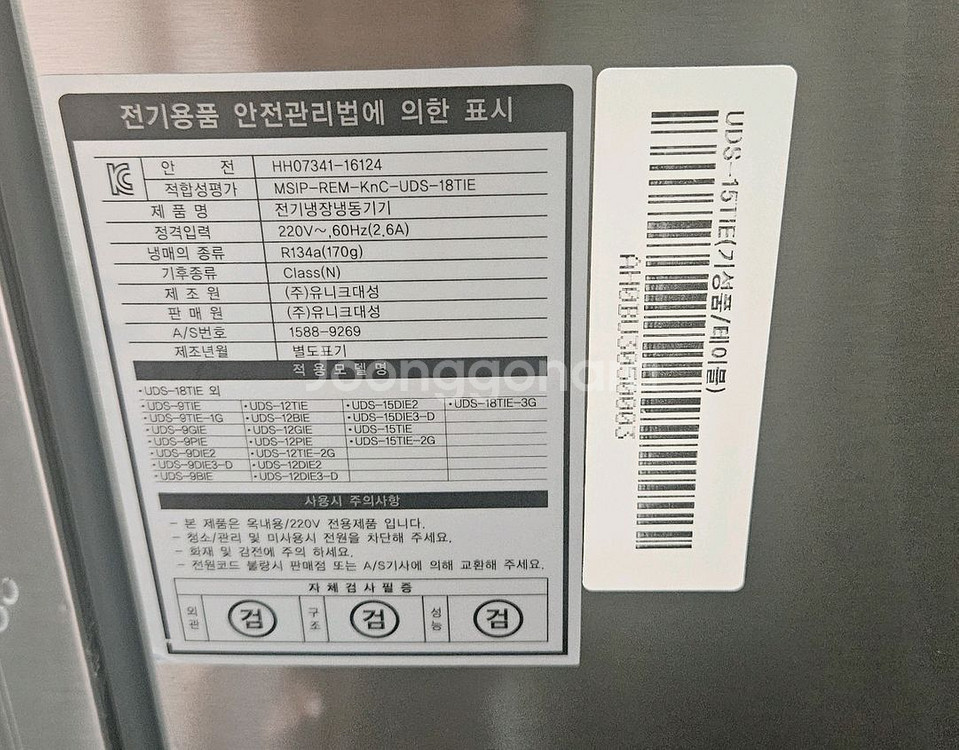 전기용품 안전관리법에 의한 표시
안 전 HH07341-16124
적합성평가 MSIP-REM-KnC-UDS-18TIE
제 품 명 전기냉장냉동기기
정격입력 220V~,60Hz(2.6A)
냉매의 종류 R134a(170g)
기후종류 Class(N)
제 조 원 (주)유니크대성
판 매 원 (주)유니크대성
A/S번호 1588-9269
제조년월 별도표기
적용모델명
·UDS-18TIE 외
·UDS-9TIE ·UDS-12TIE ·UDS-15DIE2 ·UDS-18TIE-3G
·UDS-9TIE-1G ·UDS-12BIE ·UDS-15DIE3-D
·UDS-9GIE ·UDS-12GIE ·UDS-15TIE
·UDS-9PIE ·UDS-12PIE ·UDS-15TIE-2G
·UDS-9DIE2 ·UDS-12TIE-2G
·UDS-9DIE3-D ·UDS-12DIE2
·UDS-9BIE ·UDS-12DIE3-D
사용시 주의사항
- 본 제품은 옥내용/220V 전용제품 입니다.
- 청소/관리 및 미사용시 전원을 차단해 주세요.
- 화재 및 감전에 주의 하세요.
- 전원코드 불량시 판매점 또는 A/S기사에 의해 교환해 주세요.
자체검사필증
외관 검 구조 검 성능 검
UDS-15TIE(기성품/테이블)
Joonggonara